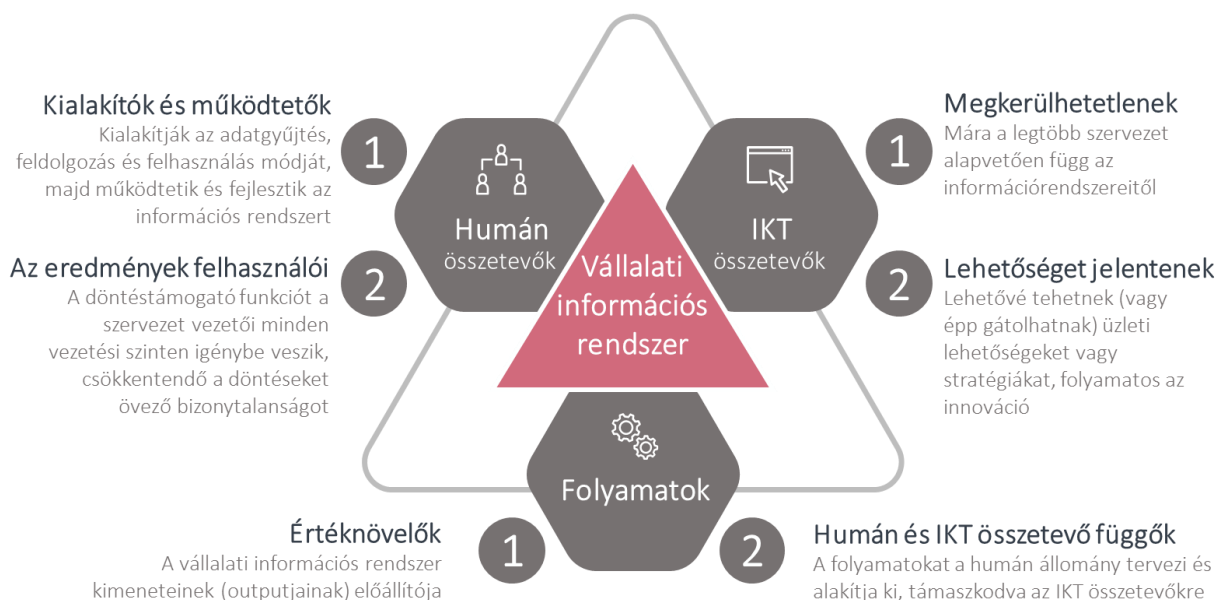 Kialakítók és működtetők
Kialakítják az adatgyűjtés,
feldolgozás és felhasználás módját,
majd működtetik és fejlesztik az
információs rendszert
1
Az eredmények felhasználói
A döntéstámogató funkciót a
szervezet vezetői minden
vezetési szinten igénybe veszik,
csökkentendő a döntéseket
övező bizonytalanságot
2
Humán
összetevők
IKT
összetevők
Vállalati
információs
rendszer
1
Megkerülhetetlenek
Mára a legtöbb szervezet
alapvetően függ az
információrendszereitől
2
Lehetőséget jelentenek
Lehetővé tehetnek (vagy
épp gátolhatnak) üzleti
lehetőségeket vagy
stratégiákat, folyamatos az
innováció
Folyamatok
Értéknövelők
A vállalati információs rendszer
kimeneteinek (outputjainak) előállítója
1
2
Humán és IKT összetevő függők
A folyamatokat a humán állomány tervezi és
alakítja ki, támaszkodva az IKT összetevőkre